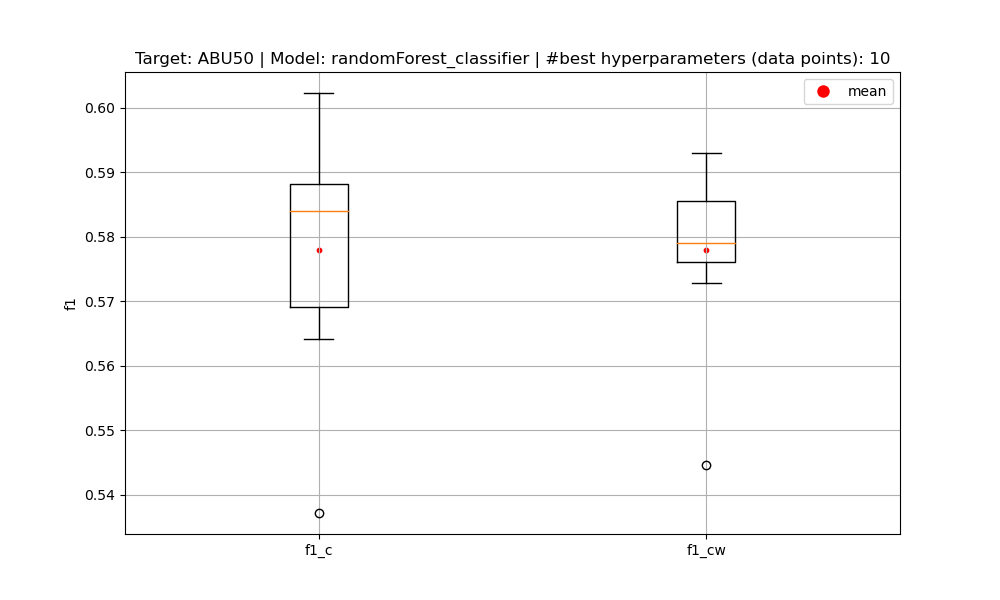 Target: ABU50 | Model: randomForest_classifier | #best hyperparameters (data points): 10
mean
0.60
0.59
0.58
0.57
0.56
0.55
0.54
f1
f1_c
f1_cw